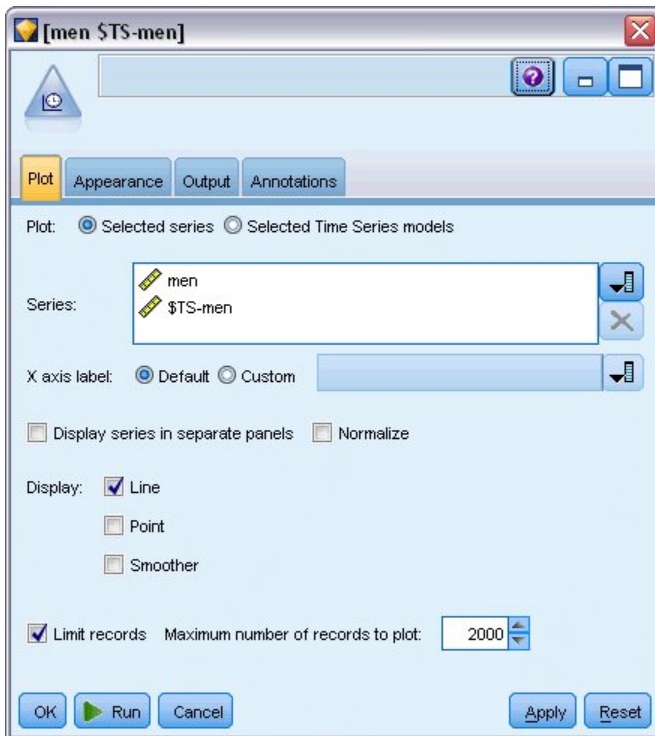 [men $TS-men]
Plot Appearance Output Annotations
Plot: Selected series Selected Time Series models
Series:
men
$TS-men
X axis label: Default Custom
Display series in separate panels Normalize
Display: Line
Point
Smoother
Limit records Maximum number of records to plot: 2000
OK Run Cancel Apply Reset